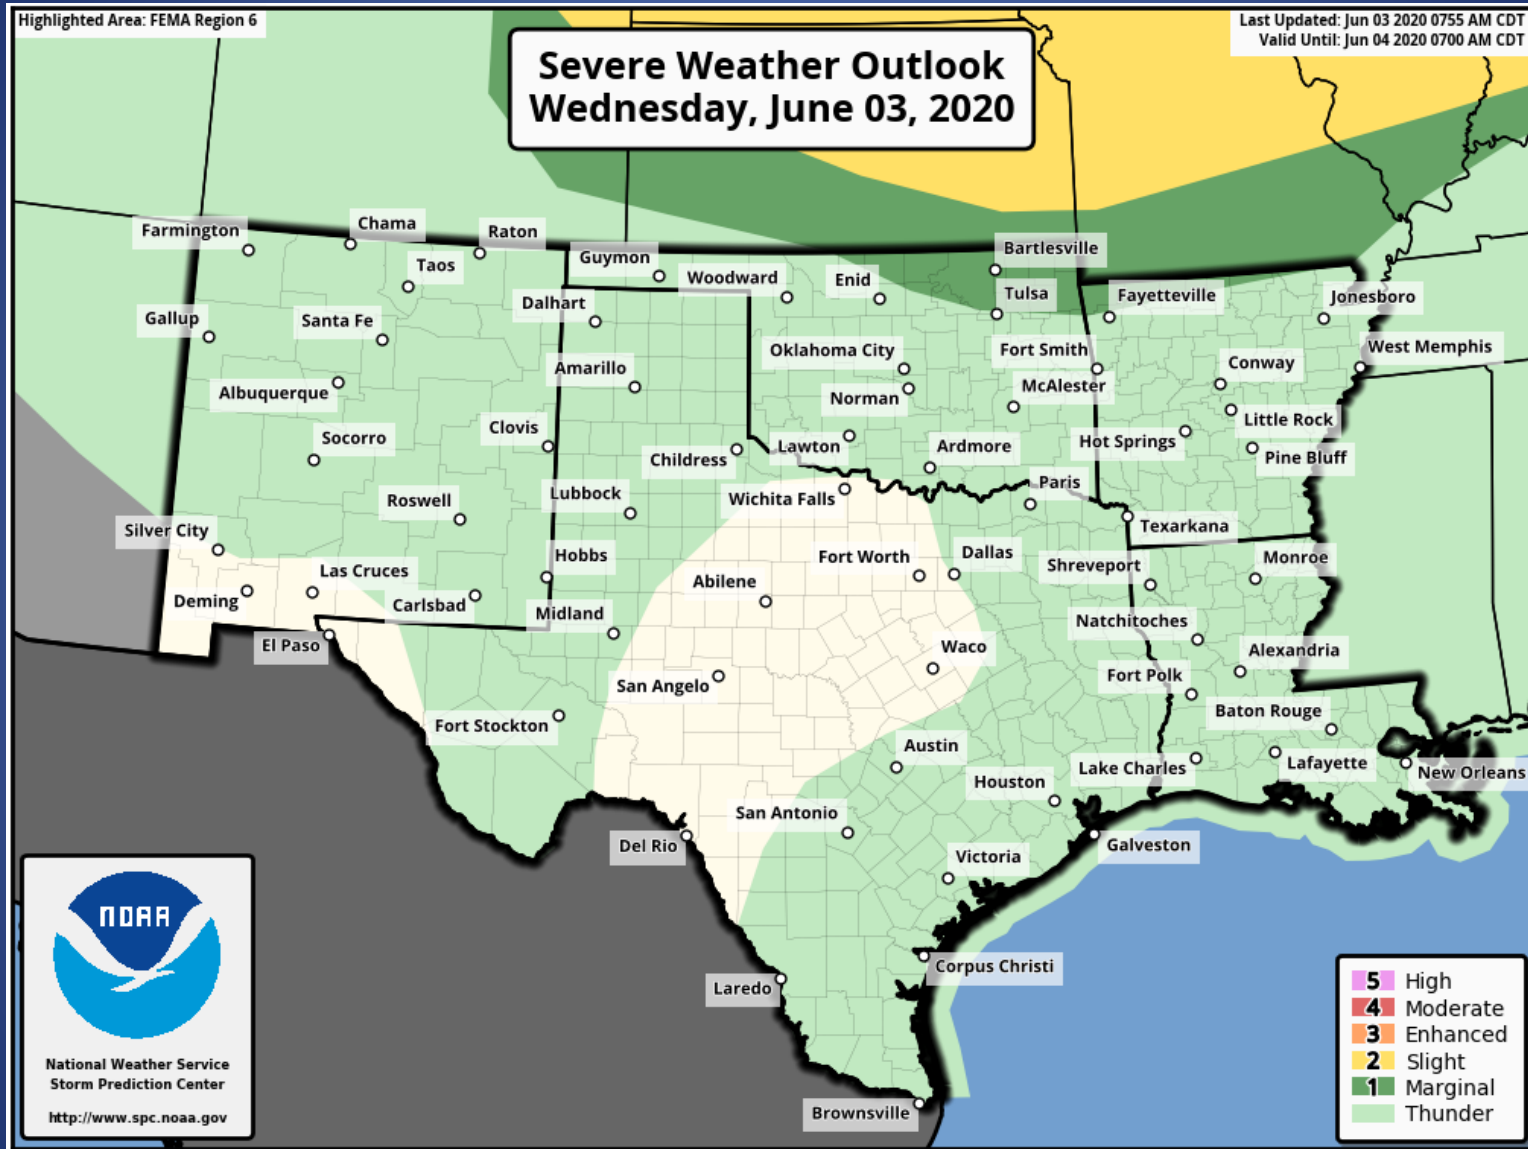 Highlighted Area: FEMA Region 6
Last Updated: Jun 03 2020 0755 AM CDT
Valid Until: Jun 04 2020 0700 AM CDT
Severe Weather Outlook
Wednesday, June 03, 2020
Farmington
Chama
Raton
Taos
Guymon
Woodward
Enid
Bartlesville
Tulsa
Fayetteville
Jonesboro
Gallup
Santa Fe
Dalhart
Oklahoma City
Fort Smith
Conway
West Memphis
Albuquerque
Amarillo
Norman
McAlester
Little Rock
Socorro
Clovis
Childress
Lawton
Ardmore
Hot Springs
Pine Bluff
Roswell
Lubbock
Wichita Falls
Paris
Texarkana
Silver City
Las Cruces
Hobbs
Fort Worth
Dallas
Shreveport
Monroe
Deming
Carlsbad
Midland
Abilene
Natchitoches
El Paso
San Angelo
Waco
Alexandria
Fort Polk
Fort Stockton
Austin
Baton Rouge
Houston
Lake Charles
Lafayette
New Orleans
Del Rio
San Antonio
Victoria
Galveston
Laredo
Corpus Christi
Brownsville
NOAA
National Weather Service
Storm Prediction Center
http://www.spc.noaa.gov
5 High
4 Moderate
3 Enhanced
2 Slight
1 Marginal
Thunder